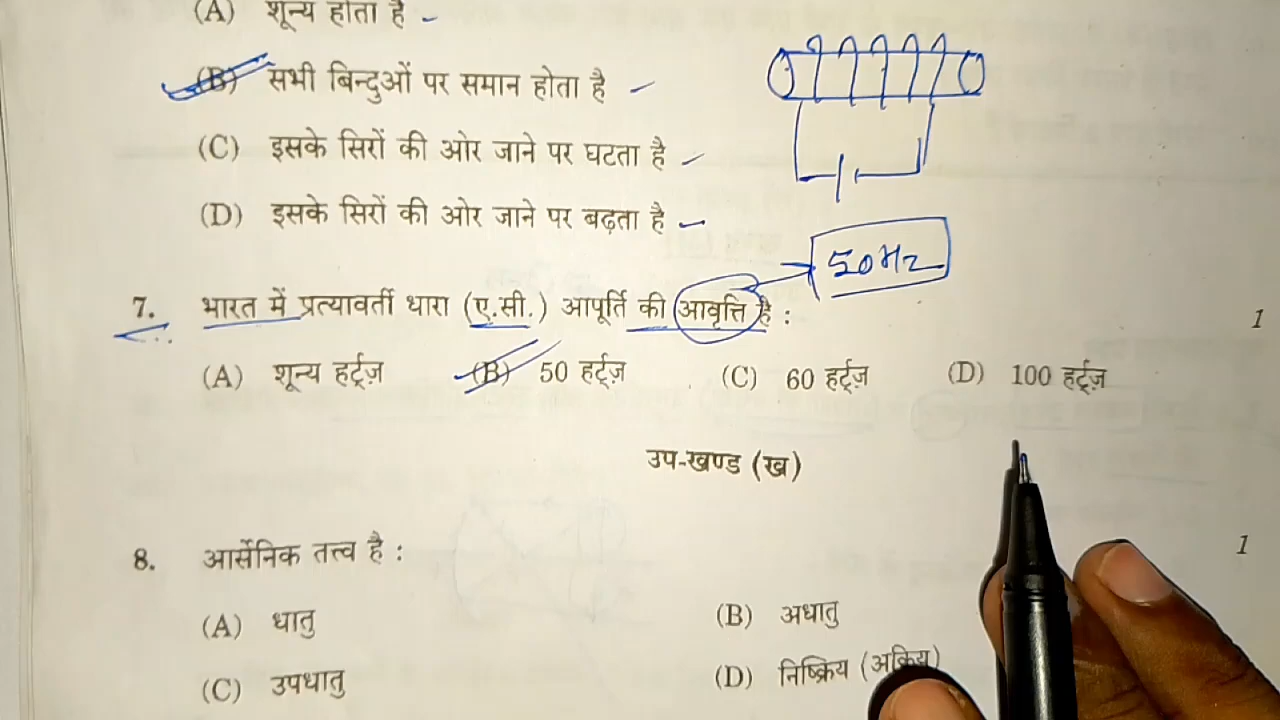 (A) शून्य होता है
(B) सभी बिन्दुओं पर समान होता है
(C) इसके सिरों की ओर जाने पर घटता है
(D) इसके सिरों की ओर जाने पर बढ़ता है
50Hz
7. भारत में प्रत्यावर्ती धारा (ए.सी.) आपूर्ति की आवृत्ति है : 1
(A) शून्य हर्ट्ज़ (B) 50 हर्ट्ज़ (C) 60 हर्ट्ज़ (D) 100 हर्ट्ज़
उप-खण्ड (ख)
8. आर्सेनिक तत्त्व है : 1
(A) धातु (B) अधातु
(C) उपधातु (D) निष्क्रिय (अक्रिय)